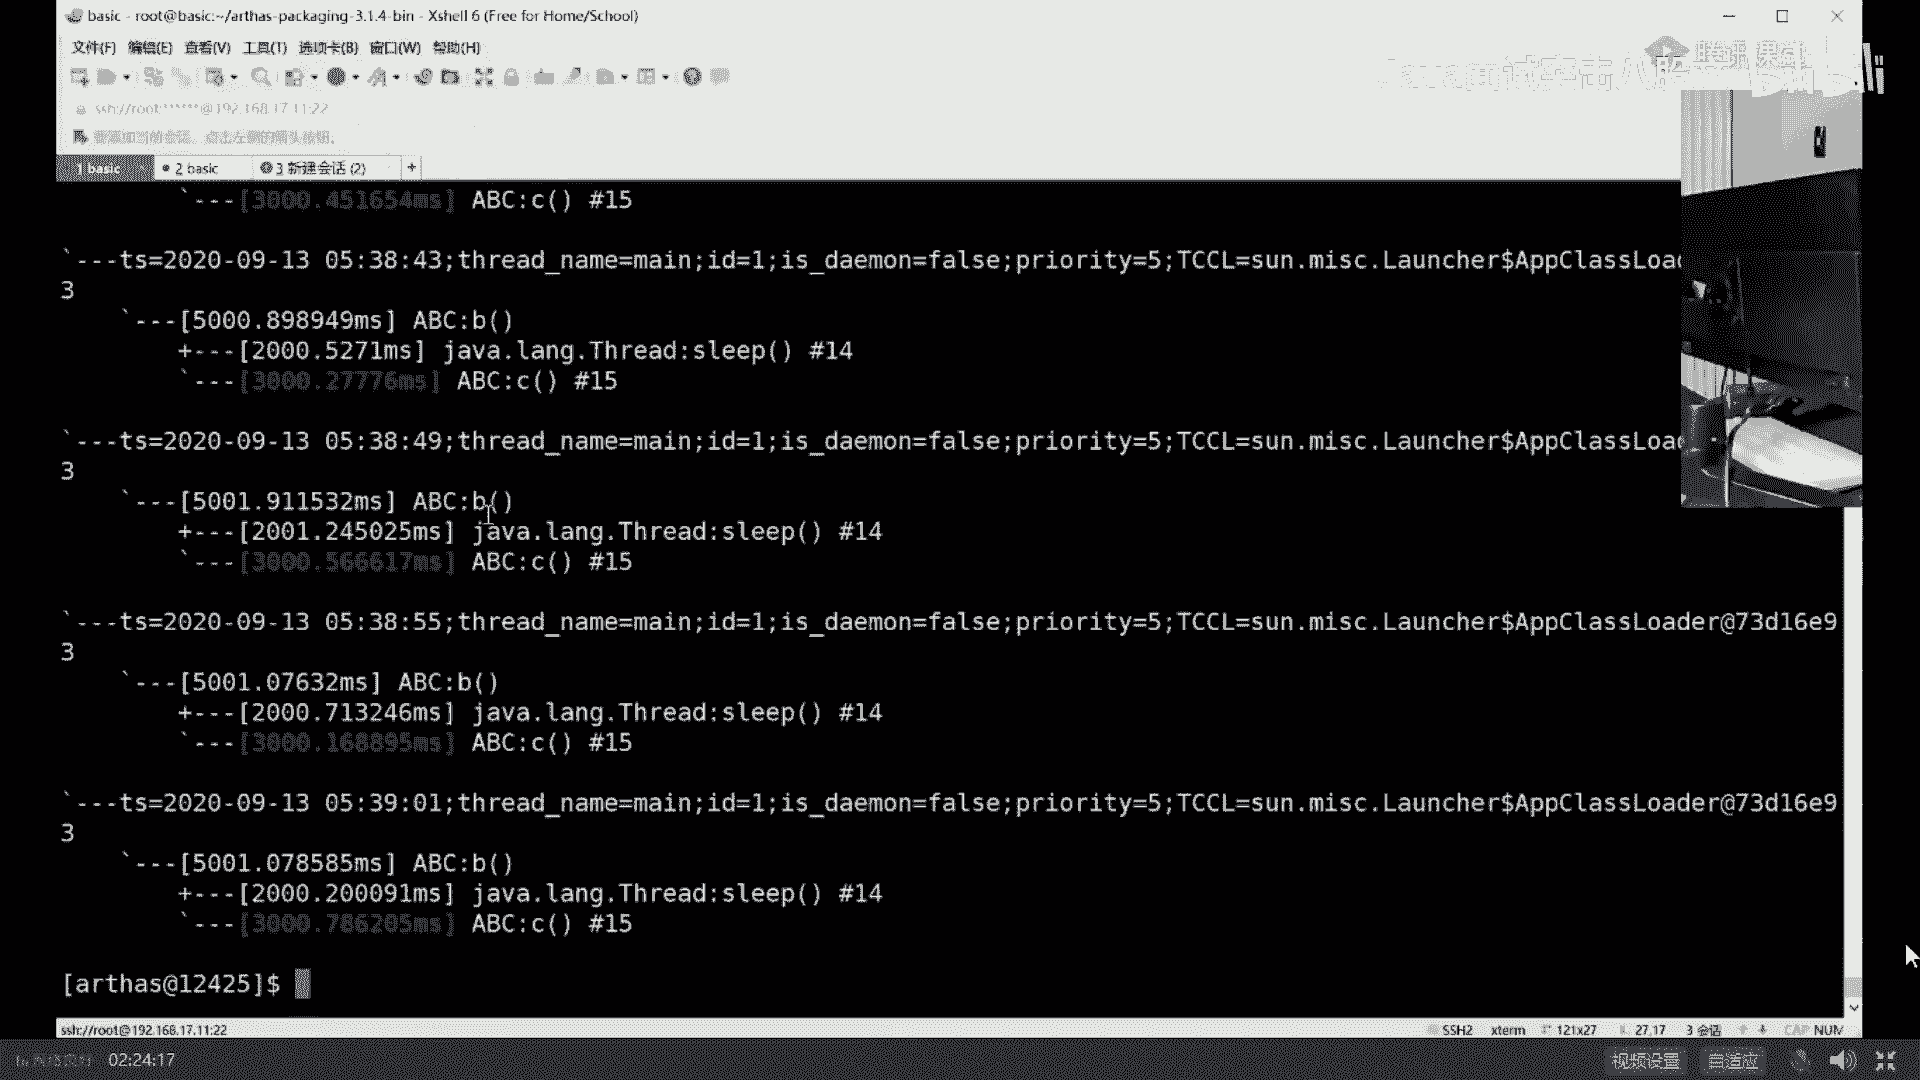 basic - root@basic:~/arthas-packaging-3.1.4-bin - Xshell 6 (Free for Home/School)
文件(F) 编辑(E) 查看(V) 工具(T) 选项卡(B) 窗口(W) 帮助(H)
ssh://root:******@192.168.17.11:22
要添加当前会话，点击左侧的箭头按钮。
1 basic 2 basic 3 新建会话 (2) +
`---[3000.451654ms] ABC:c() #15
`---ts=2020-09-13 05:38:43;thread_name=main;id=1;is_daemon=false;priority=5;TCCL=sun.misc.Launcher$AppClassLoa
3
`---[5000.898949ms] ABC:b()
+---[2000.5271ms] java.lang.Thread:sleep() #14
`---[3000.27776ms] ABC:c() #15
`---ts=2020-09-13 05:38:49;thread_name=main;id=1;is_daemon=false;priority=5;TCCL=sun.misc.Launcher$AppClassLoa
3
`---[5001.911532ms] ABC:b()
+---[2001.245025ms] java.lang.Thread:sleep() #14
`---[3000.566617ms] ABC:c() #15
`---ts=2020-09-13 05:38:55;thread_name=main;id=1;is_daemon=false;priority=5;TCCL=sun.misc.Launcher$AppClassLoader@73d16e9
3
`---[5001.07632ms] ABC:b()
+---[2000.713246ms] java.lang.Thread:sleep() #14
`---[3000.168895ms] ABC:c() #15
`---ts=2020-09-13 05:39:01;thread_name=main;id=1;is_daemon=false;priority=5;TCCL=sun.misc.Launcher$AppClassLoader@73d16e9
3
`---[5001.078585ms] ABC:b()
+---[2000.200091ms] java.lang.Thread:sleep() #14
`---[3000.786205ms] ABC:c() #15
[arthas@12425]$
ssh://root@192.168.17.11:22 SSH2 xterm 121x27 27,17 3 会话 CAP NUM
02:24:17 视频设置 自适应